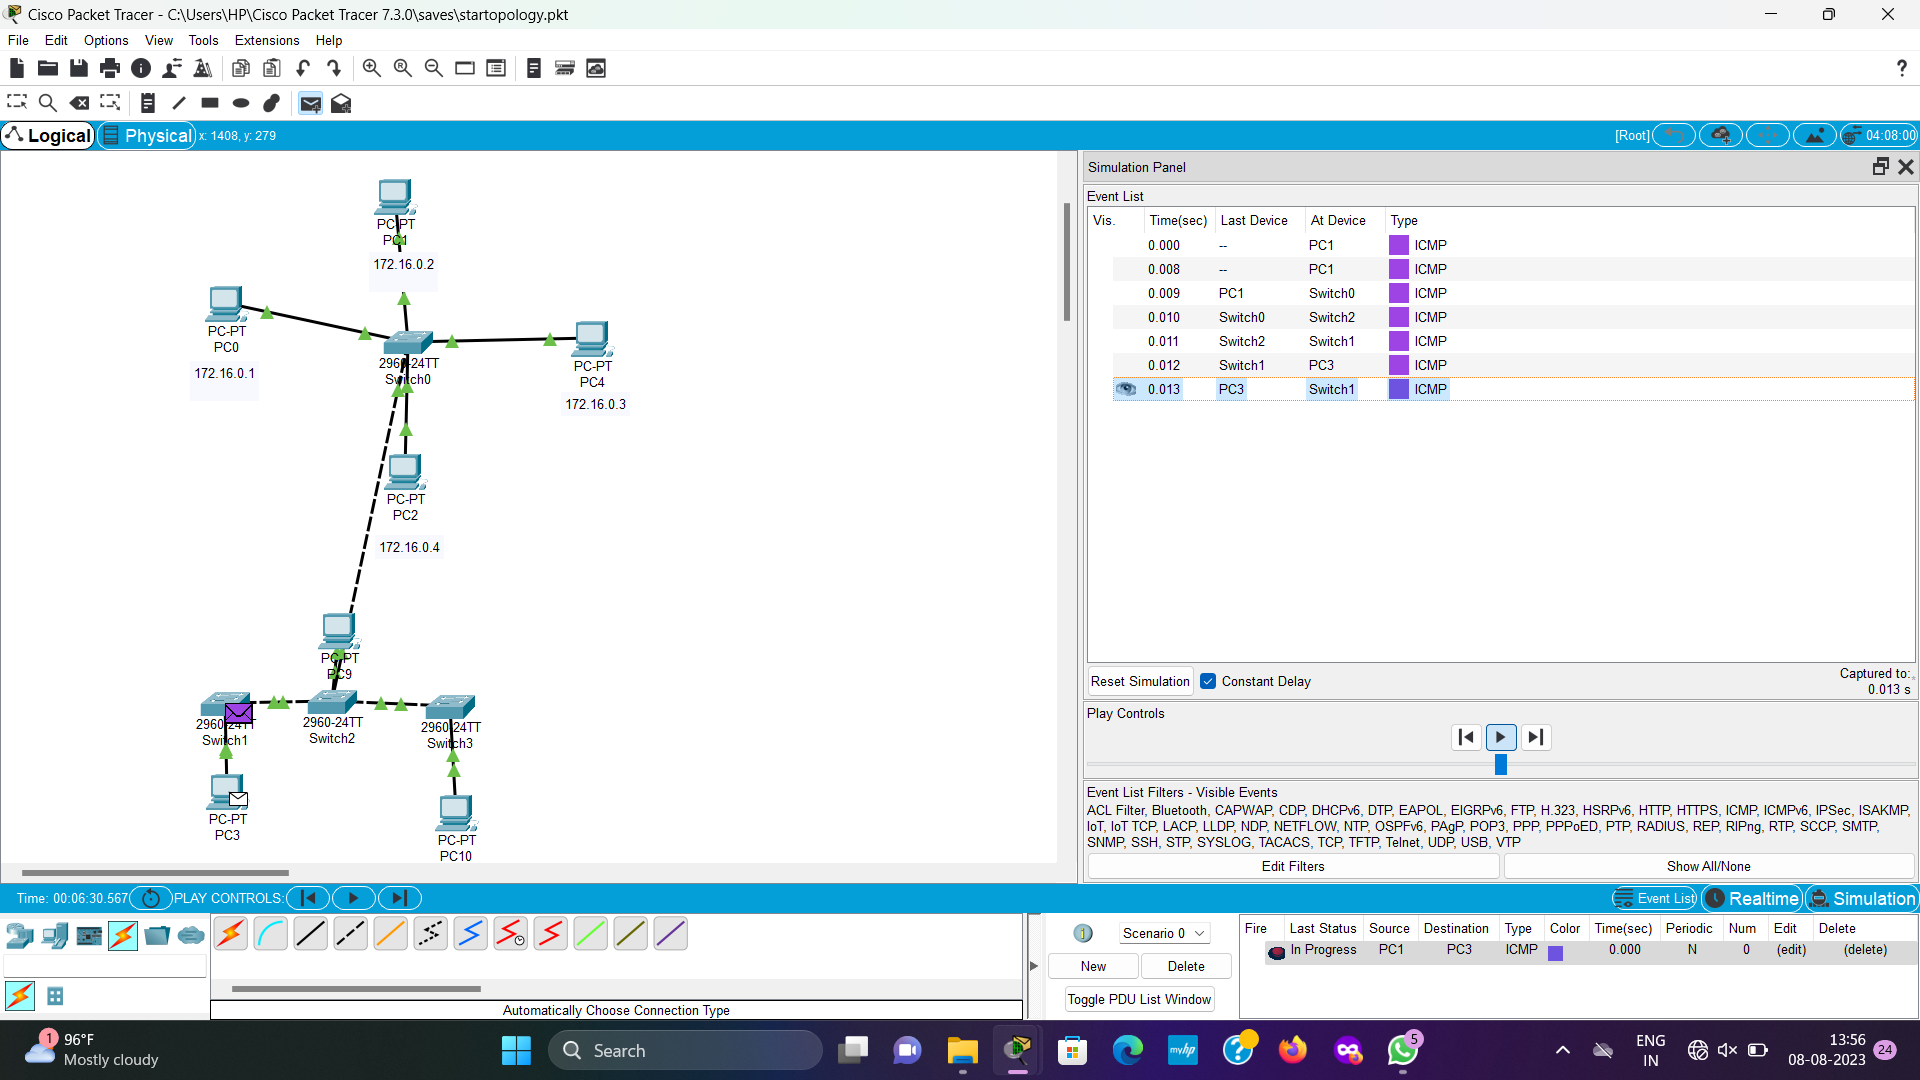 Cisco Packet Tracer - C:\Users\HP\Cisco Packet Tracer 7.3.0\saves\startopology.pkt
File Edit Options View Tools Extensions Help
?
Logical Physical x: 1408, y: 279
[Root] 04:08:00
PC-PT
PC1
172.16.0.2
PC-PT
PC0
172.16.0.1
2960-24TT
Switch0
PC-PT
PC4
172.16.0.3
PC-PT
PC2
172.16.0.4
PC-PT
PC9
2960-24TT
Switch1
2960-24TT
Switch2
2960-24TT
Switch3
PC-PT
PC3
PC-PT
PC10
Simulation Panel
Event List
Vis. Time(sec) Last Device At Device Type
0.000 -- PC1 ICMP
0.008 -- PC1 ICMP
0.009 PC1 Switch0 ICMP
0.010 Switch0 Switch2 ICMP
0.011 Switch2 Switch1 ICMP
0.012 Switch1 PC3 ICMP
0.013 PC3 Switch1 ICMP
Reset Simulation Constant Delay
Captured to:
0.013 s
Play Controls
Event List Filters - Visible Events
ACL Filter, Bluetooth, CAPWAP, CDP, DHCPv6, DTP, EAPOL, EIGRPv6, FTP, H.323, HSRPv6, HTTP, HTTPS, ICMP, ICMPv6, IPSec, ISAKMP,
IoT, IoT TCP, LACP, LLDP, NDP, NETFLOW, NTP, OSPFv6, PAgP, POP3, PPP, PPPoED, PTP, RADIUS, REP, RIPng, RTP, SCCP, SMTP,
SNMP, SSH, STP, SYSLOG, TACACS, TCP, TFTP, Telnet, UDP, USB, VTP
Edit Filters Show All/None
Time: 00:06:30.567 PLAY CONTROLS: Event List Realtime Simulation
Scenario 0
New Delete
Toggle PDU List Window
Fire Last Status Source Destination Type Color Time(sec) Periodic Num Edit Delete
In Progress PC1 PC3 ICMP 0.000 N 0 (edit) (delete)
Automatically Choose Connection Type
1
96°F
Mostly cloudy
Search
myhp
5
ENG
IN
13:56
08-08-2023
24